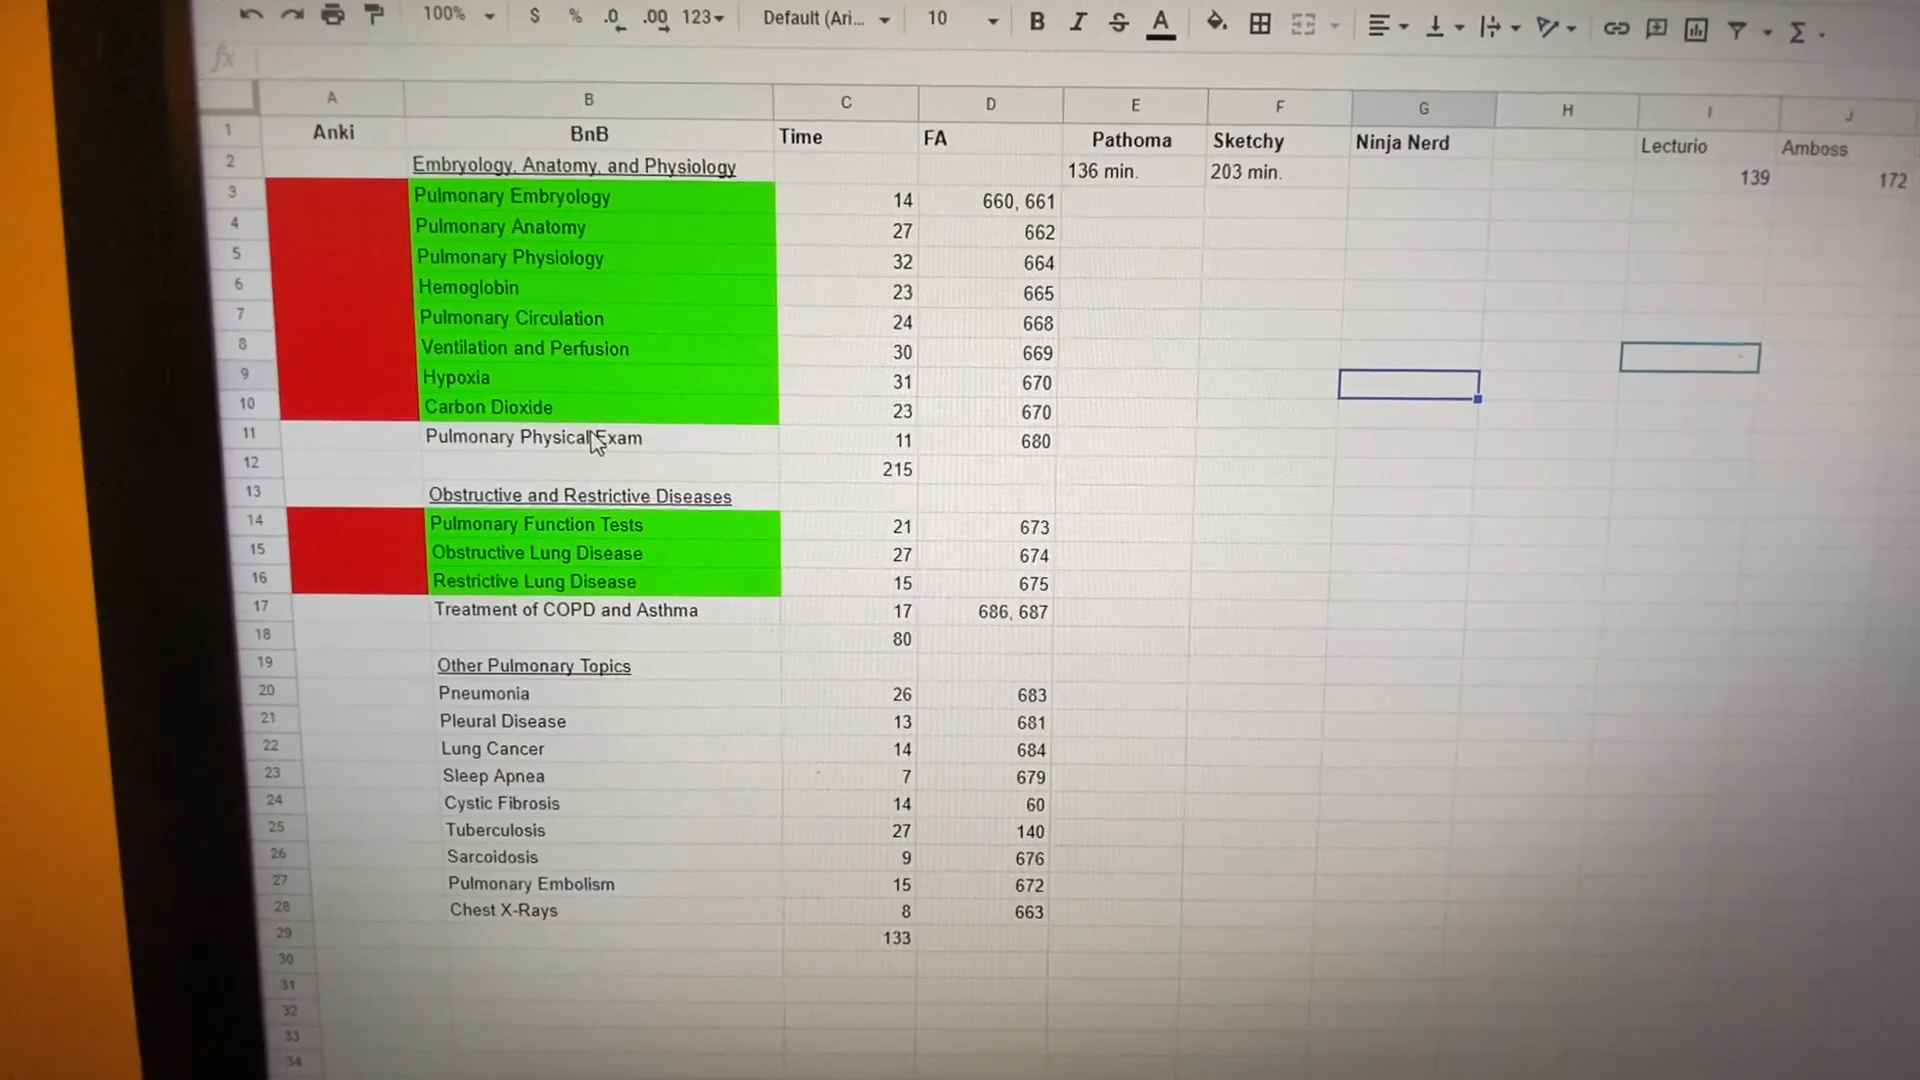 100% $ % .0 .00 123 Default (Ari... 10 B I S A
fx
A B C D E F G H I J
1 Anki BnB Time FA Pathoma Sketchy Ninja Nerd Lecturio Amboss
2 Embryology, Anatomy, and Physiology 136 min. 203 min. 139 172
3 Pulmonary Embryology 14 660, 661
4 Pulmonary Anatomy 27 662
5 Pulmonary Physiology 32 664
6 Hemoglobin 23 665
7 Pulmonary Circulation 24 668
8 Ventilation and Perfusion 30 669
9 Hypoxia 31 670
10 Carbon Dioxide 23 670
11 Pulmonary Physical Exam 11 680
12 215
13 Obstructive and Restrictive Diseases
14 Pulmonary Function Tests 21 673
15 Obstructive Lung Disease 27 674
16 Restrictive Lung Disease 15 675
17 Treatment of COPD and Asthma 17 686, 687
18 80
19 Other Pulmonary Topics
20 Pneumonia 26 683
21 Pleural Disease 13 681
22 Lung Cancer 14 684
23 Sleep Apnea 7 679
24 Cystic Fibrosis 14 60
25 Tuberculosis 27 140
26 Sarcoidosis 9 676
27 Pulmonary Embolism 15 672
28 Chest X-Rays 8 663
29 133
30
31
32
33
34